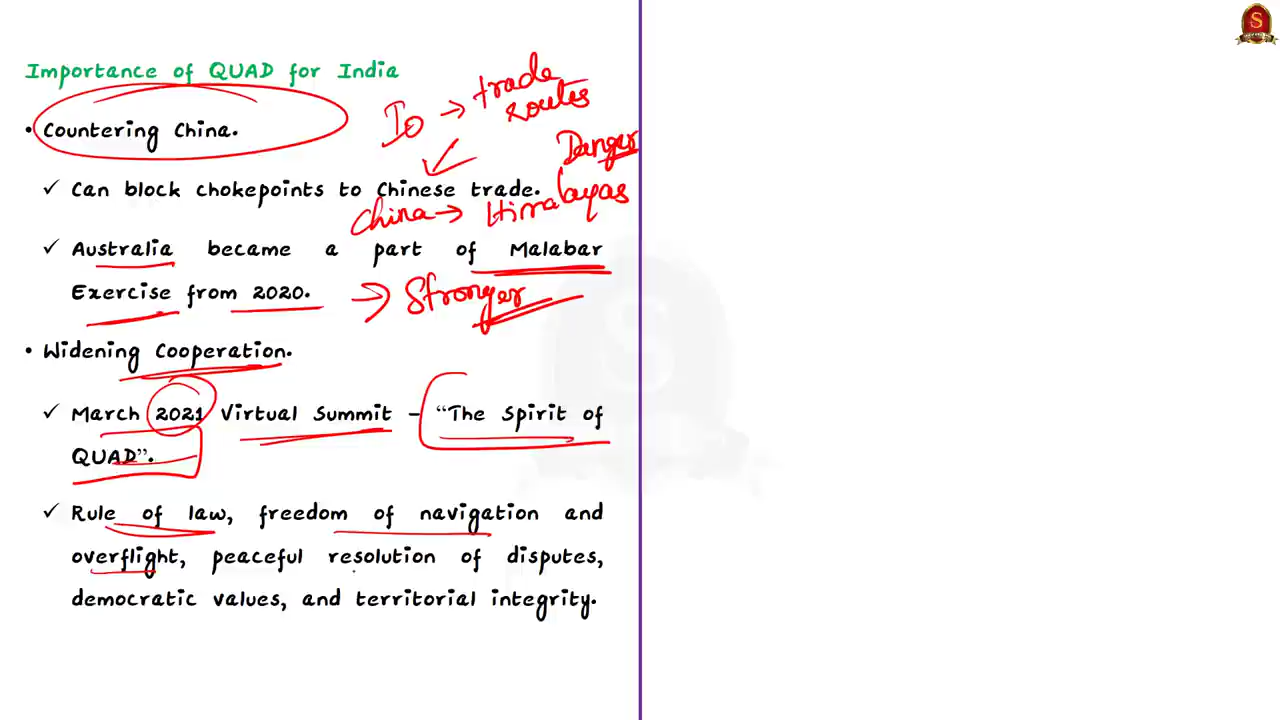 Importance of QUAD for India
• Countering China.
IO → trade
routes
Danger
✓ Can block chokepoints to Chinese trade.
China → Himalayas
✓ Australia became a part of Malabar
Exercise from 2020.
→ Stronger
• Widening Cooperation.
✓ March 2021 Virtual Summit – “The Spirit of
QUAD”.
✓ Rule of law, freedom of navigation and
overflight, peaceful resolution of disputes,
democratic values, and territorial integrity.
S